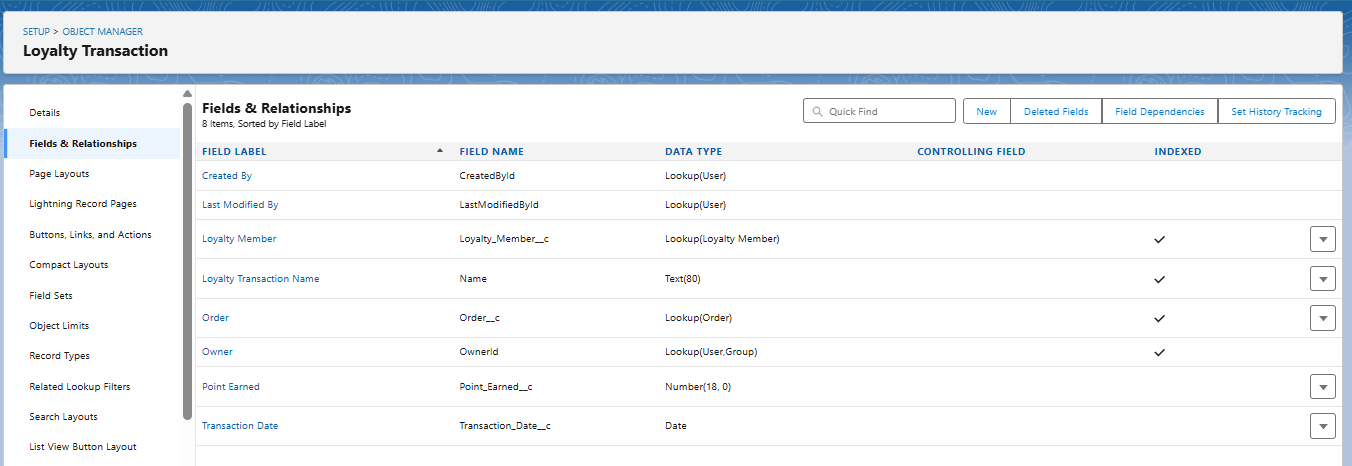 SETUP > OBJECT MANAGER
Loyalty Transaction
Details
Fields & Relationships
Page Layouts
Lightning Record Pages
Buttons, Links, and Actions
Compact Layouts
Field Sets
Object Limits
Record Types
Related Lookup Filters
Search Layouts
List View Button Layout
Fields & Relationships
8 Items, Sorted by Field Label
Quick Find New Deleted Fields Field Dependencies Set History Tracking
FIELD LABEL FIELD NAME DATA TYPE CONTROLLING FIELD INDEXED
Created By CreatedById Lookup(User)
Last Modified By LastModifiedById Lookup(User)
Loyalty Member Loyalty_Member__c Lookup(Loyalty Member)
Loyalty Transaction Name Name Text(80)
Order Order__c Lookup(Order)
Owner OwnerId Lookup(User,Group)
Point Earned Point_Earned__c Number(18, 0)
Transaction Date Transaction_Date__c Date